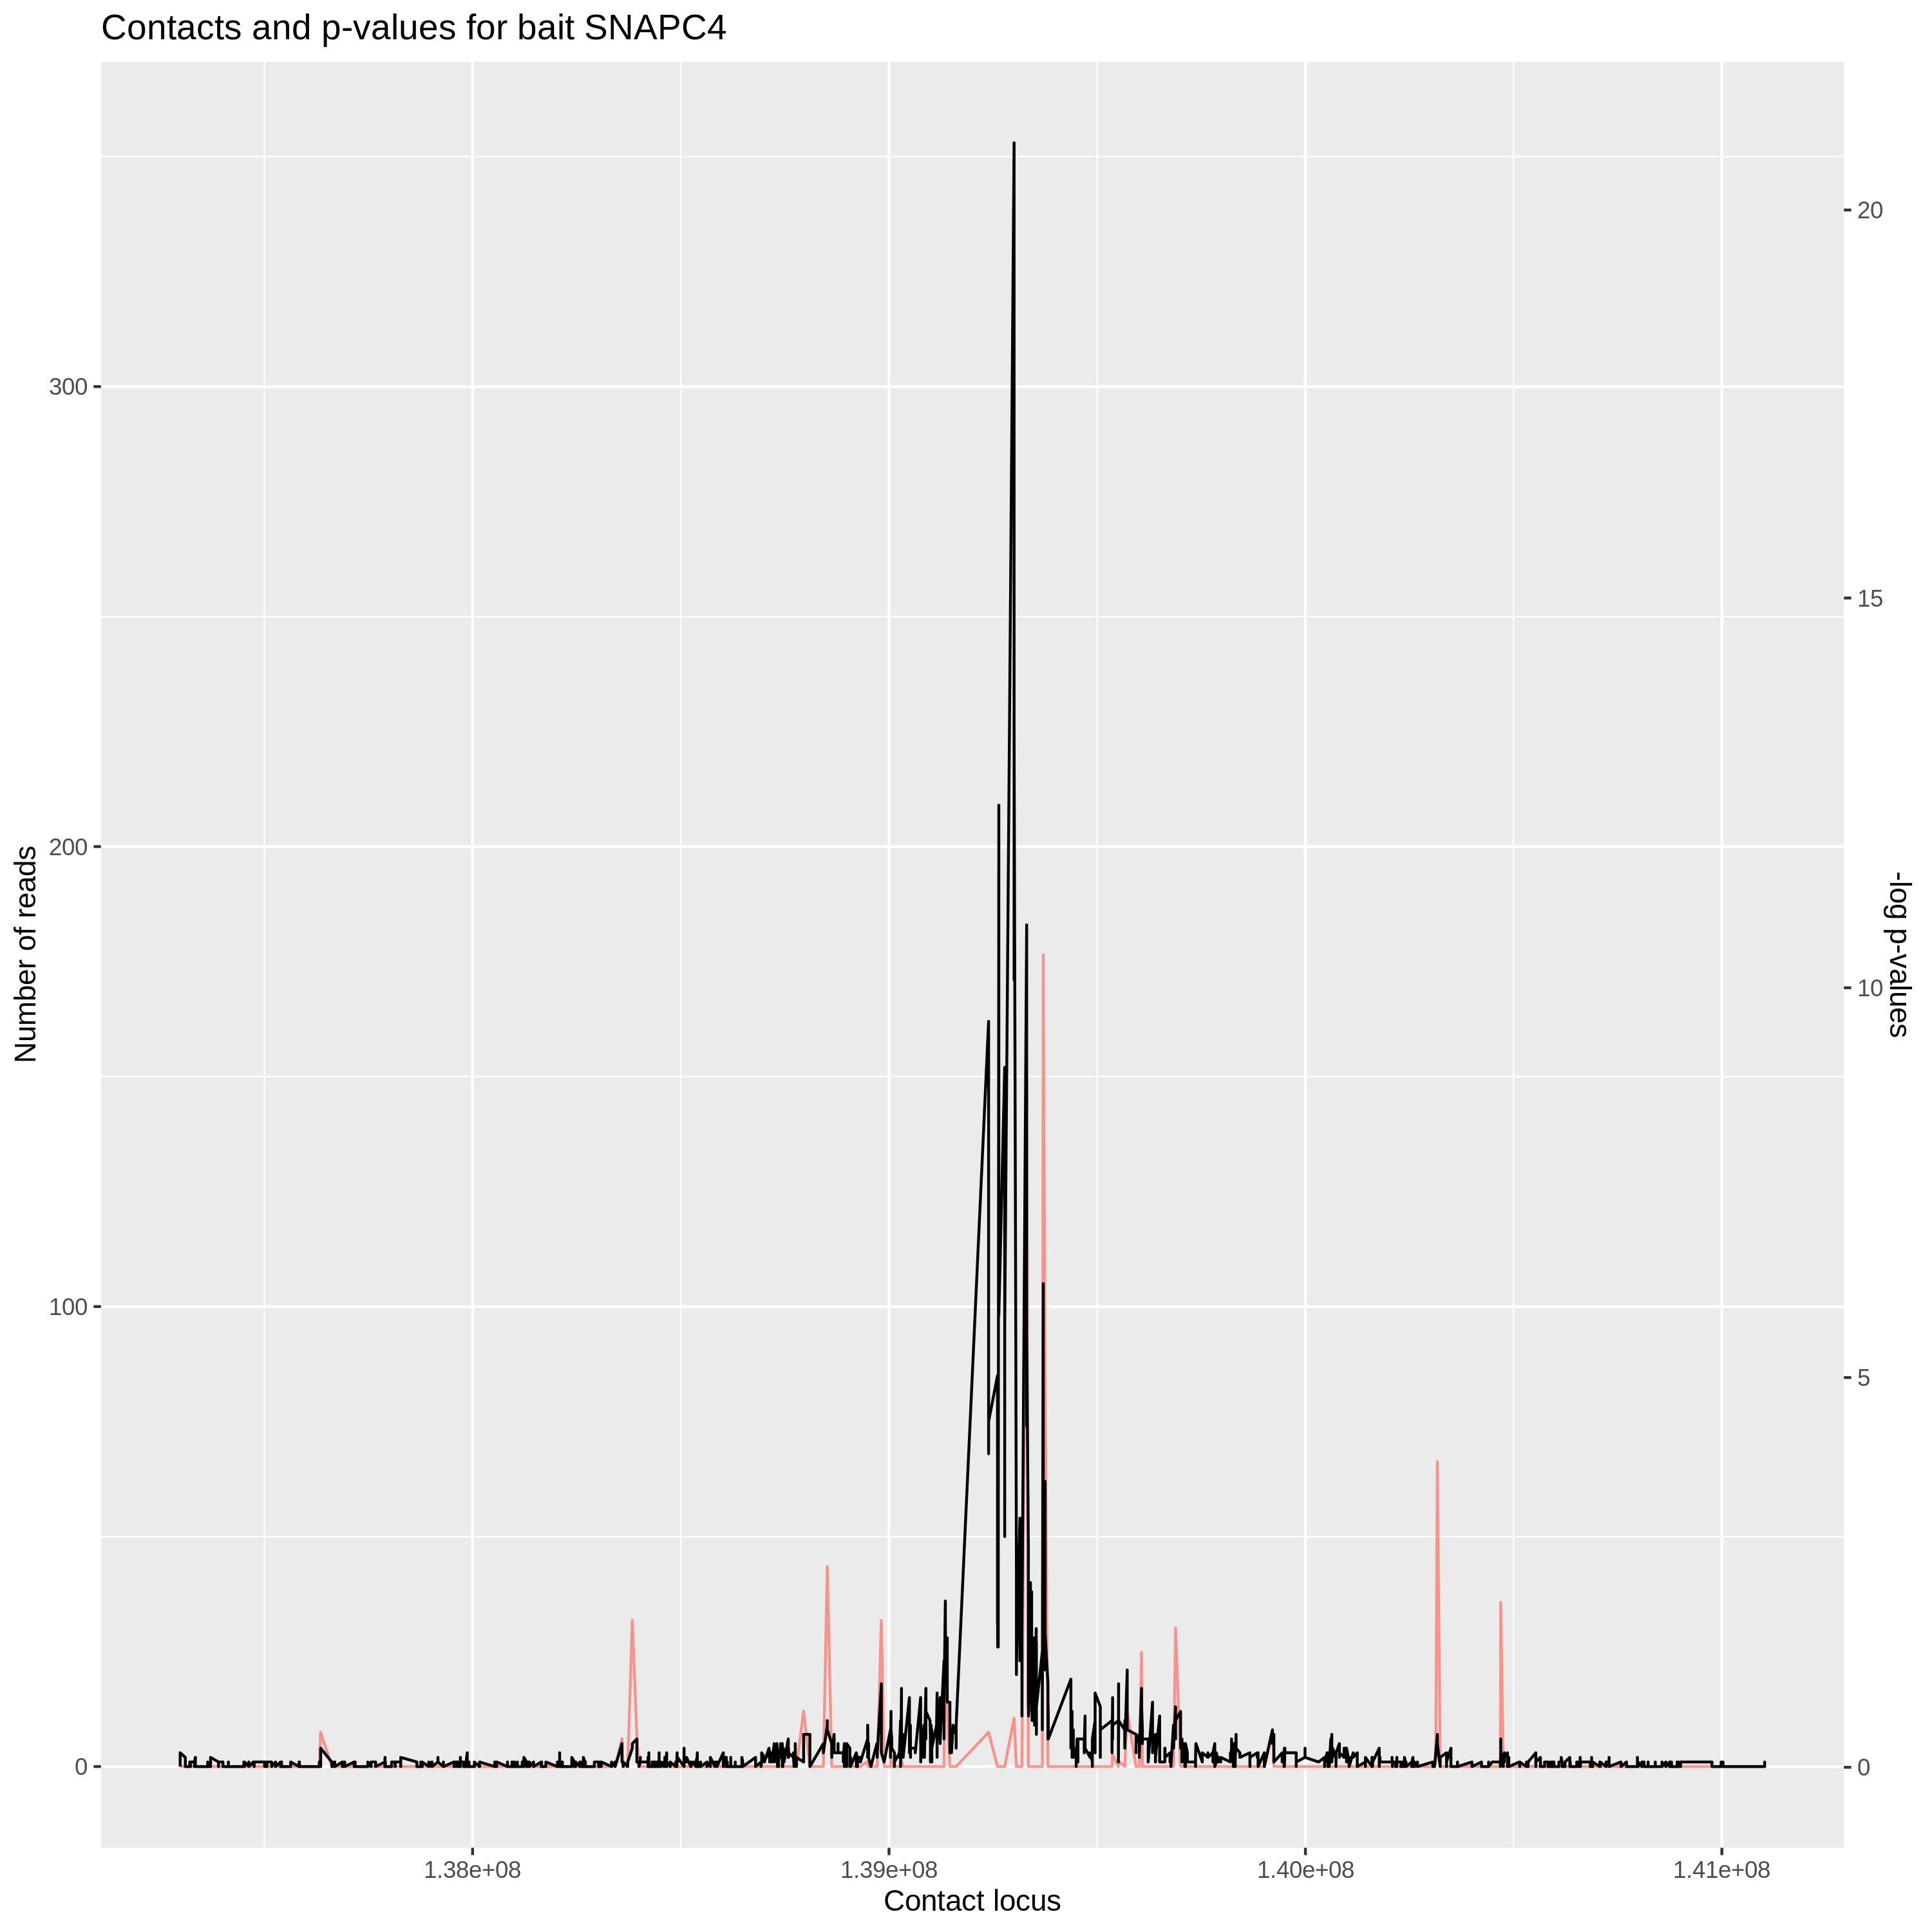 Contacts and p-values for bait SNAPC4
Number of reads
300
200
100
0
20
15
10
5
0
-log p-values
1.38e+08
1.39e+08
1.40e+08
1.41e+08
Contact locus